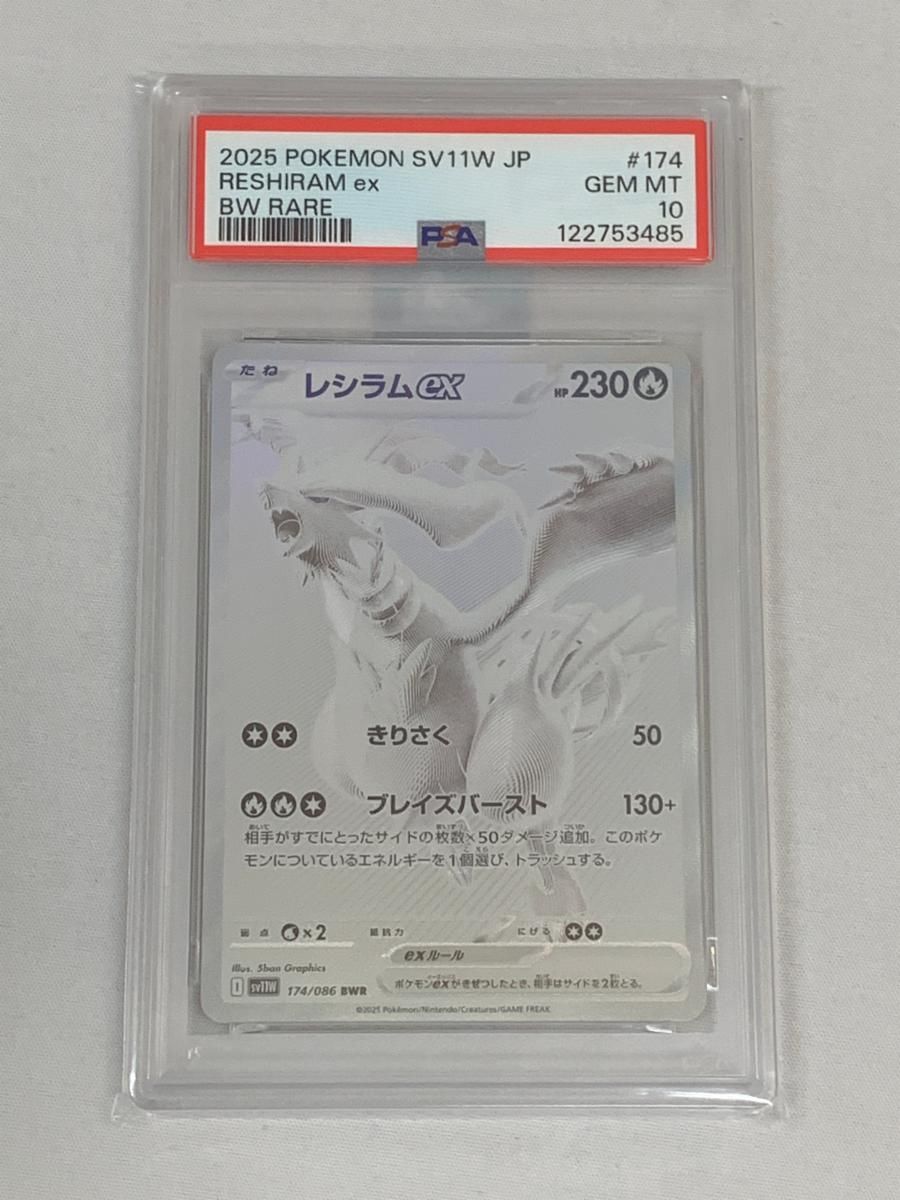 2025 POKEMON SV11W JP #174
RESHIRAM ex GEM MT
BW RARE 10
PSA 122753485
たね レシラムex HP230
きりさく 50
ブレイズバースト 130+
相手がすでにとったサイドの枚数×50ダメージ追加。このポケ
モンについているエネルギーを1個選び、トラッシュする。
弱点 ×2 抵抗力 にげる
exルール
ポケモンexがきぜつしたとき、相手はサイドを2枚とる。
Illus. 5ban Graphics
I sv11W 174/086 BWR
©2025 Pokémon/Nintendo/Creatures/GAME FREAK